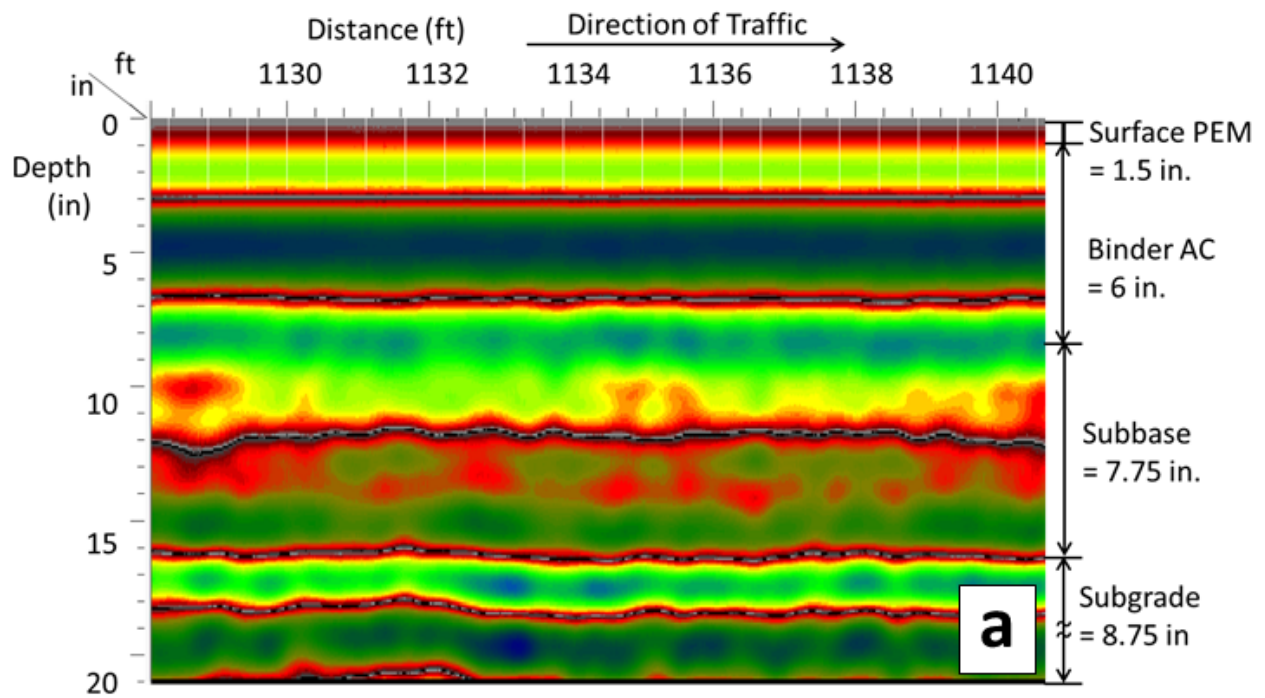 Distance (ft)
Direction of Traffic
ft
in
1130 1132 1134 1136 1138 1140
0
Depth
(in)
5
10
15
20
Surface PEM
= 1.5 in.
Binder AC
= 6 in.
Subbase
= 7.75 in.
Subgrade
= 8.75 in
a